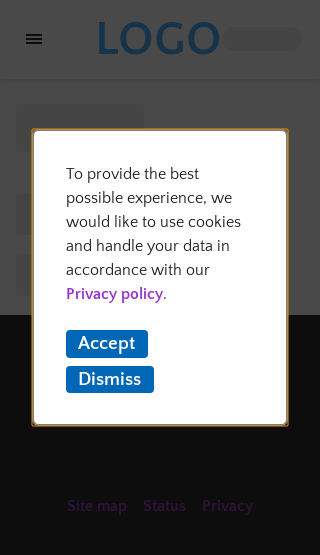 LOGO
To provide the best
possible experience, we
would like to use cookies
and handle your data in
accordance with our
Privacy policy.
Accept
Dismiss
Site map Status Privacy